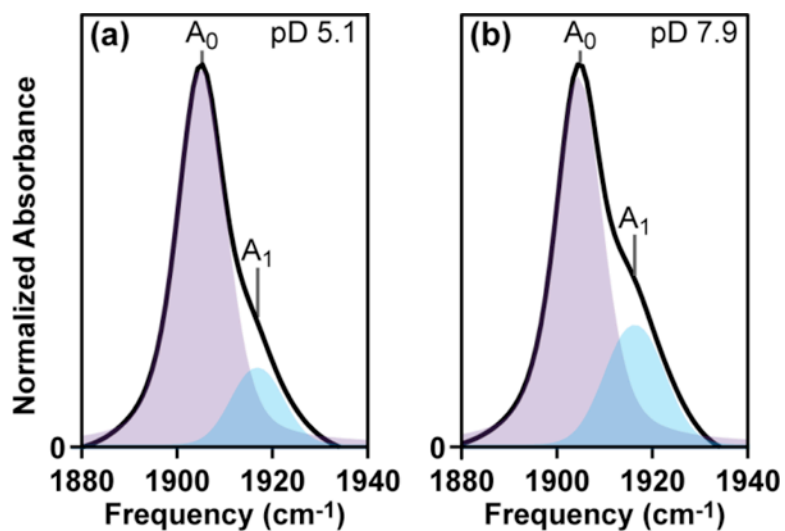 (a) A₀ pD 5.1
A₁
(b) A₀ pD 7.9
A₁
Normalized Absorbance
0
0
1880 1900 1920 1940
1880 1900 1920 1940
Frequency (cm⁻¹)
Frequency (cm⁻¹)